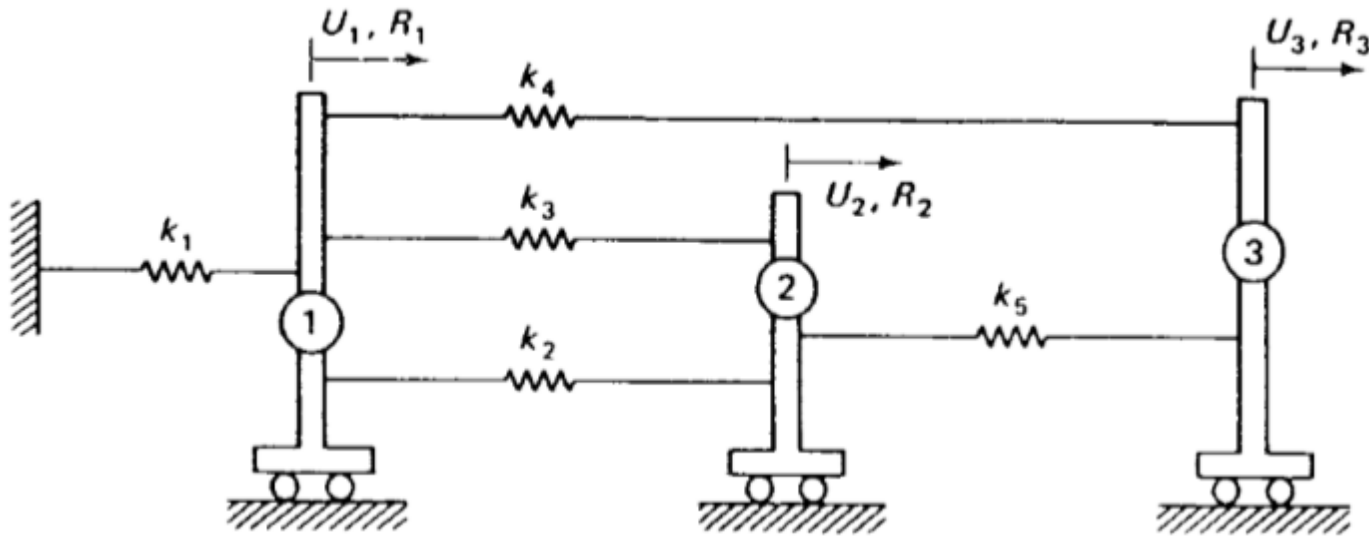 U₁, R₁
U₃, R₃
k₄
U₂, R₂
k₃
k₁
3
2
k₅
1
k₂